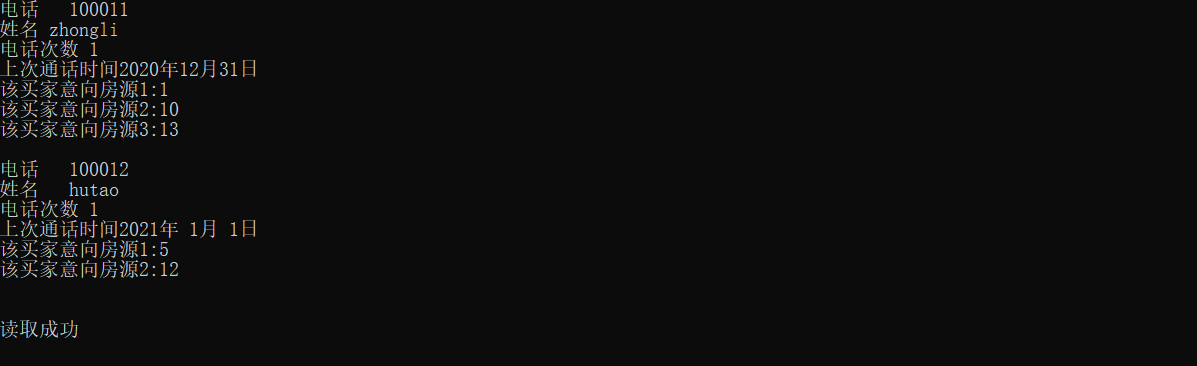 电话   100011
姓名 zhongli
电话次数 1
上次通话时间2020年12月31日
该买家意向房源1:1
该买家意向房源2:10
该买家意向房源3:13
电话   100012
姓名   hutao
电话次数 1
上次通话时间2021年 1月 1日
该买家意向房源1:5
该买家意向房源2:12
读取成功